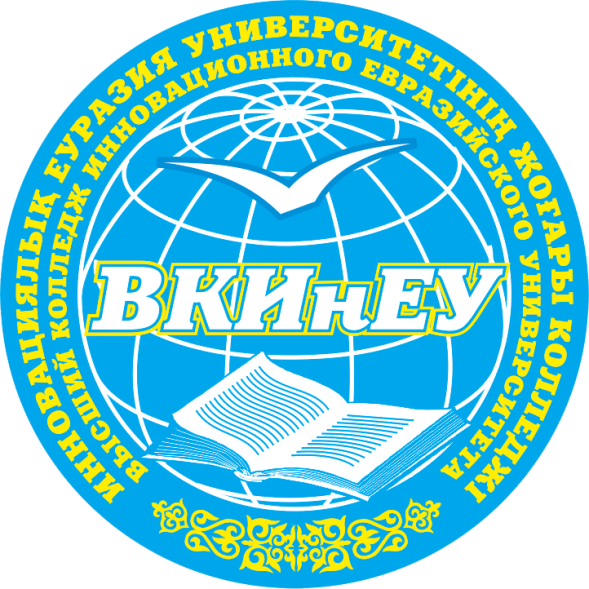 ИННОВАЦИЯЛЫҚ ЕУРАЗИЯ УНИВЕРСИТЕТІНІҢ ЖОҒАРЫ КОЛЛЕДЖІ
ВЫСШИЙ КОЛЛЕДЖ ИННОВАЦИОННОГО ЕВРАЗИЙСКОГО УНИВЕРСИТЕТА
ВКИнЕУ